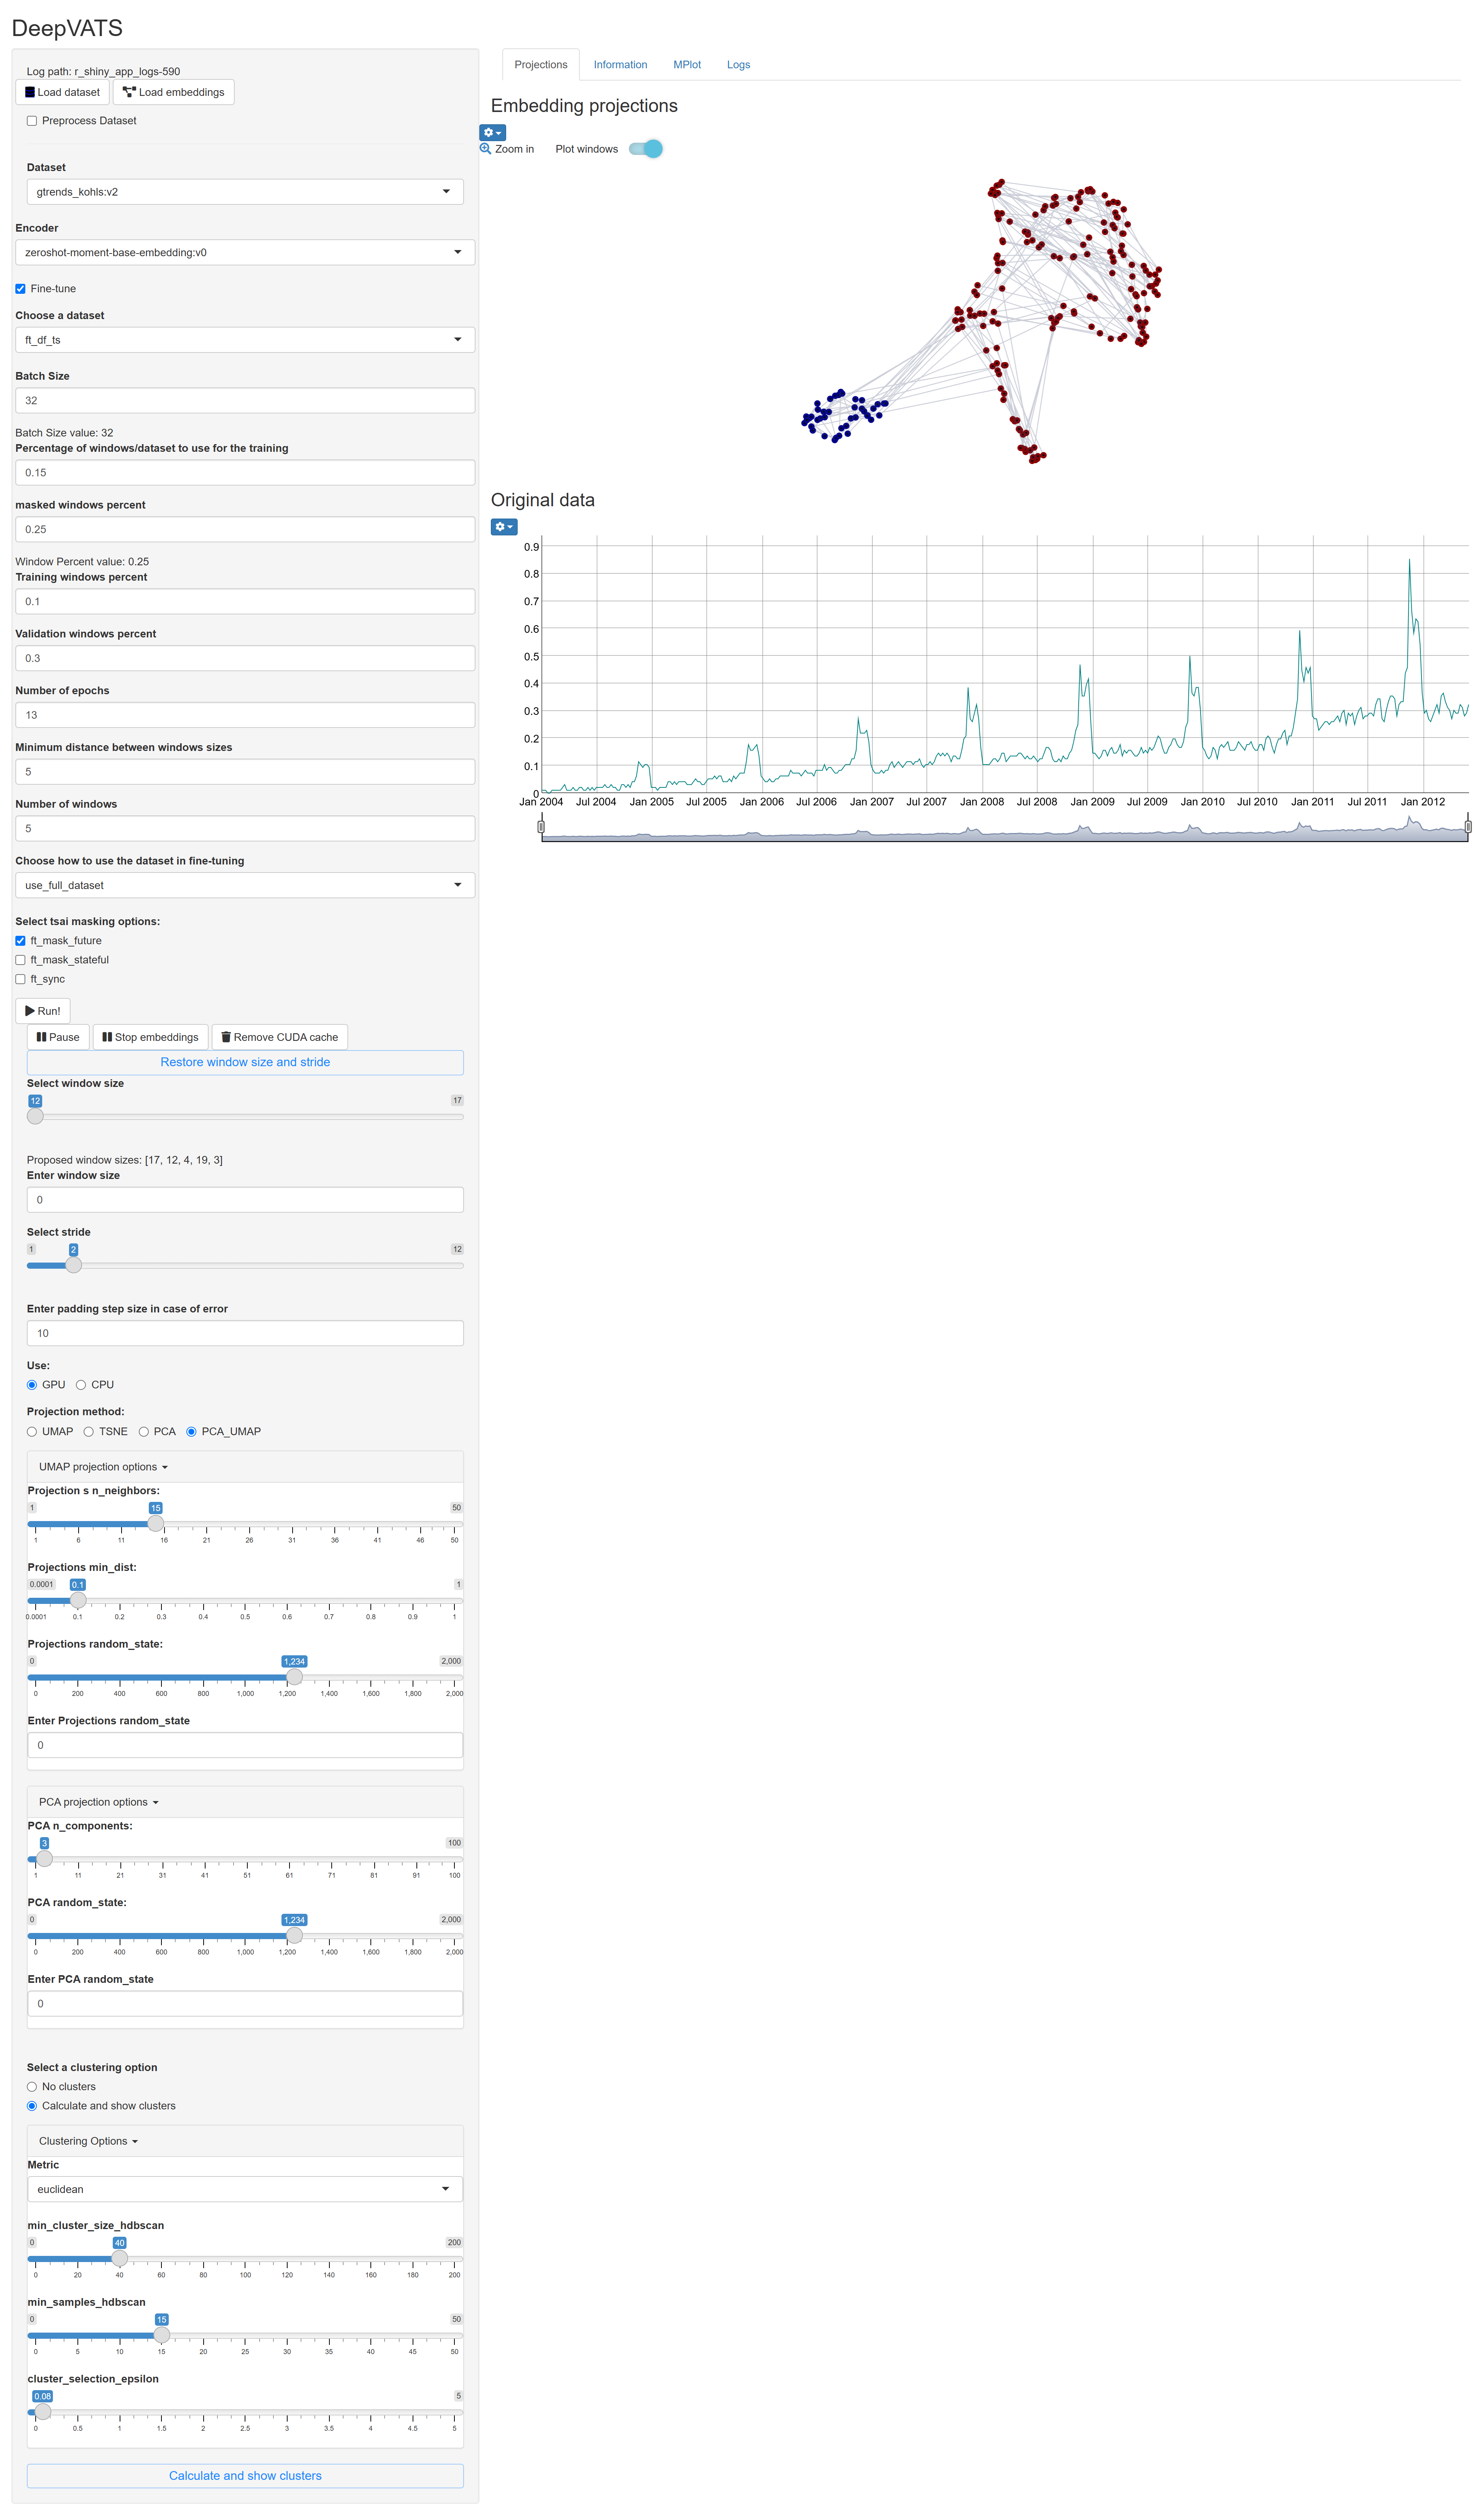 DeepVATS
Log path: r_shiny_app_logs-590
Load dataset Load embeddings
Preprocess Dataset
Dataset
gtrends_kohls:v2
Encoder
zeroshot-moment-base-embedding:v0
Fine-tune
Choose a dataset
ft_df_ts
Batch Size
32
Batch Size value: 32
Percentage of windows/dataset to use for the training
0.15
masked windows percent
0.25
Window Percent value: 0.25
Training windows percent
0.1
Validation windows percent
0.3
Number of epochs
13
Minimum distance between windows sizes
5
Number of windows
5
Choose how to use the dataset in fine-tuning
use_full_dataset
Select tsai masking options:
ft_mask_future
ft_mask_stateful
ft_sync
Run!
Pause Stop embeddings Remove CUDA cache
Restore window size and stride
Select window size
12 17
Proposed window sizes: [17, 12, 4, 19, 3]
Enter window size
0
Select stride
1 2 12
Enter padding step size in case of error
10
Use:
GPU CPU
Projection method:
UMAP TSNE PCA PCA_UMAP
UMAP projection options
Projection s n_neighbors:
1 15 50
1 6 11 16 21 26 31 36 41 46 50
Projections min_dist:
0.0001 0.1 1
0.0001 0.1 0.2 0.3 0.4 0.5 0.6 0.7 0.8 0.9 1
Projections random_state:
0 1,234 2,000
0 200 400 600 800 1,000 1,200 1,400 1,600 1,800 2,000
Enter Projections random_state
0
PCA projection options
PCA n_components:
3 100
1 11 21 31 41 51 61 71 81 91 100
PCA random_state:
0 1,234 2,000
0 200 400 600 800 1,000 1,200 1,400 1,600 1,800 2,000
Enter PCA random_state
0
Select a clustering option
No clusters
Calculate and show clusters
Clustering Options
Metric
euclidean
min_cluster_size_hdbscan
0 40 200
0 20 40 60 80 100 120 140 160 180 200
min_samples_hdbscan
0 15 50
0 5 10 15 20 25 30 35 40 45 50
cluster_selection_epsilon
0.08 5
0 0.5 1 1.5 2 2.5 3 3.5 4 4.5 5
Calculate and show clusters
Projections Information MPlot Logs
Embedding projections
Zoom in Plot windows
Original data
0.9
0.8
0.7
0.6
0.5
0.4
0.3
0.2
0.1
0
Jan 2004 Jul 2004 Jan 2005 Jul 2005 Jan 2006 Jul 2006 Jan 2007 Jul 2007 Jan 2008 Jul 2008 Jan 2009 Jul 2009 Jan 2010 Jul 2010 Jan 2011 Jul 2011 Jan 2012